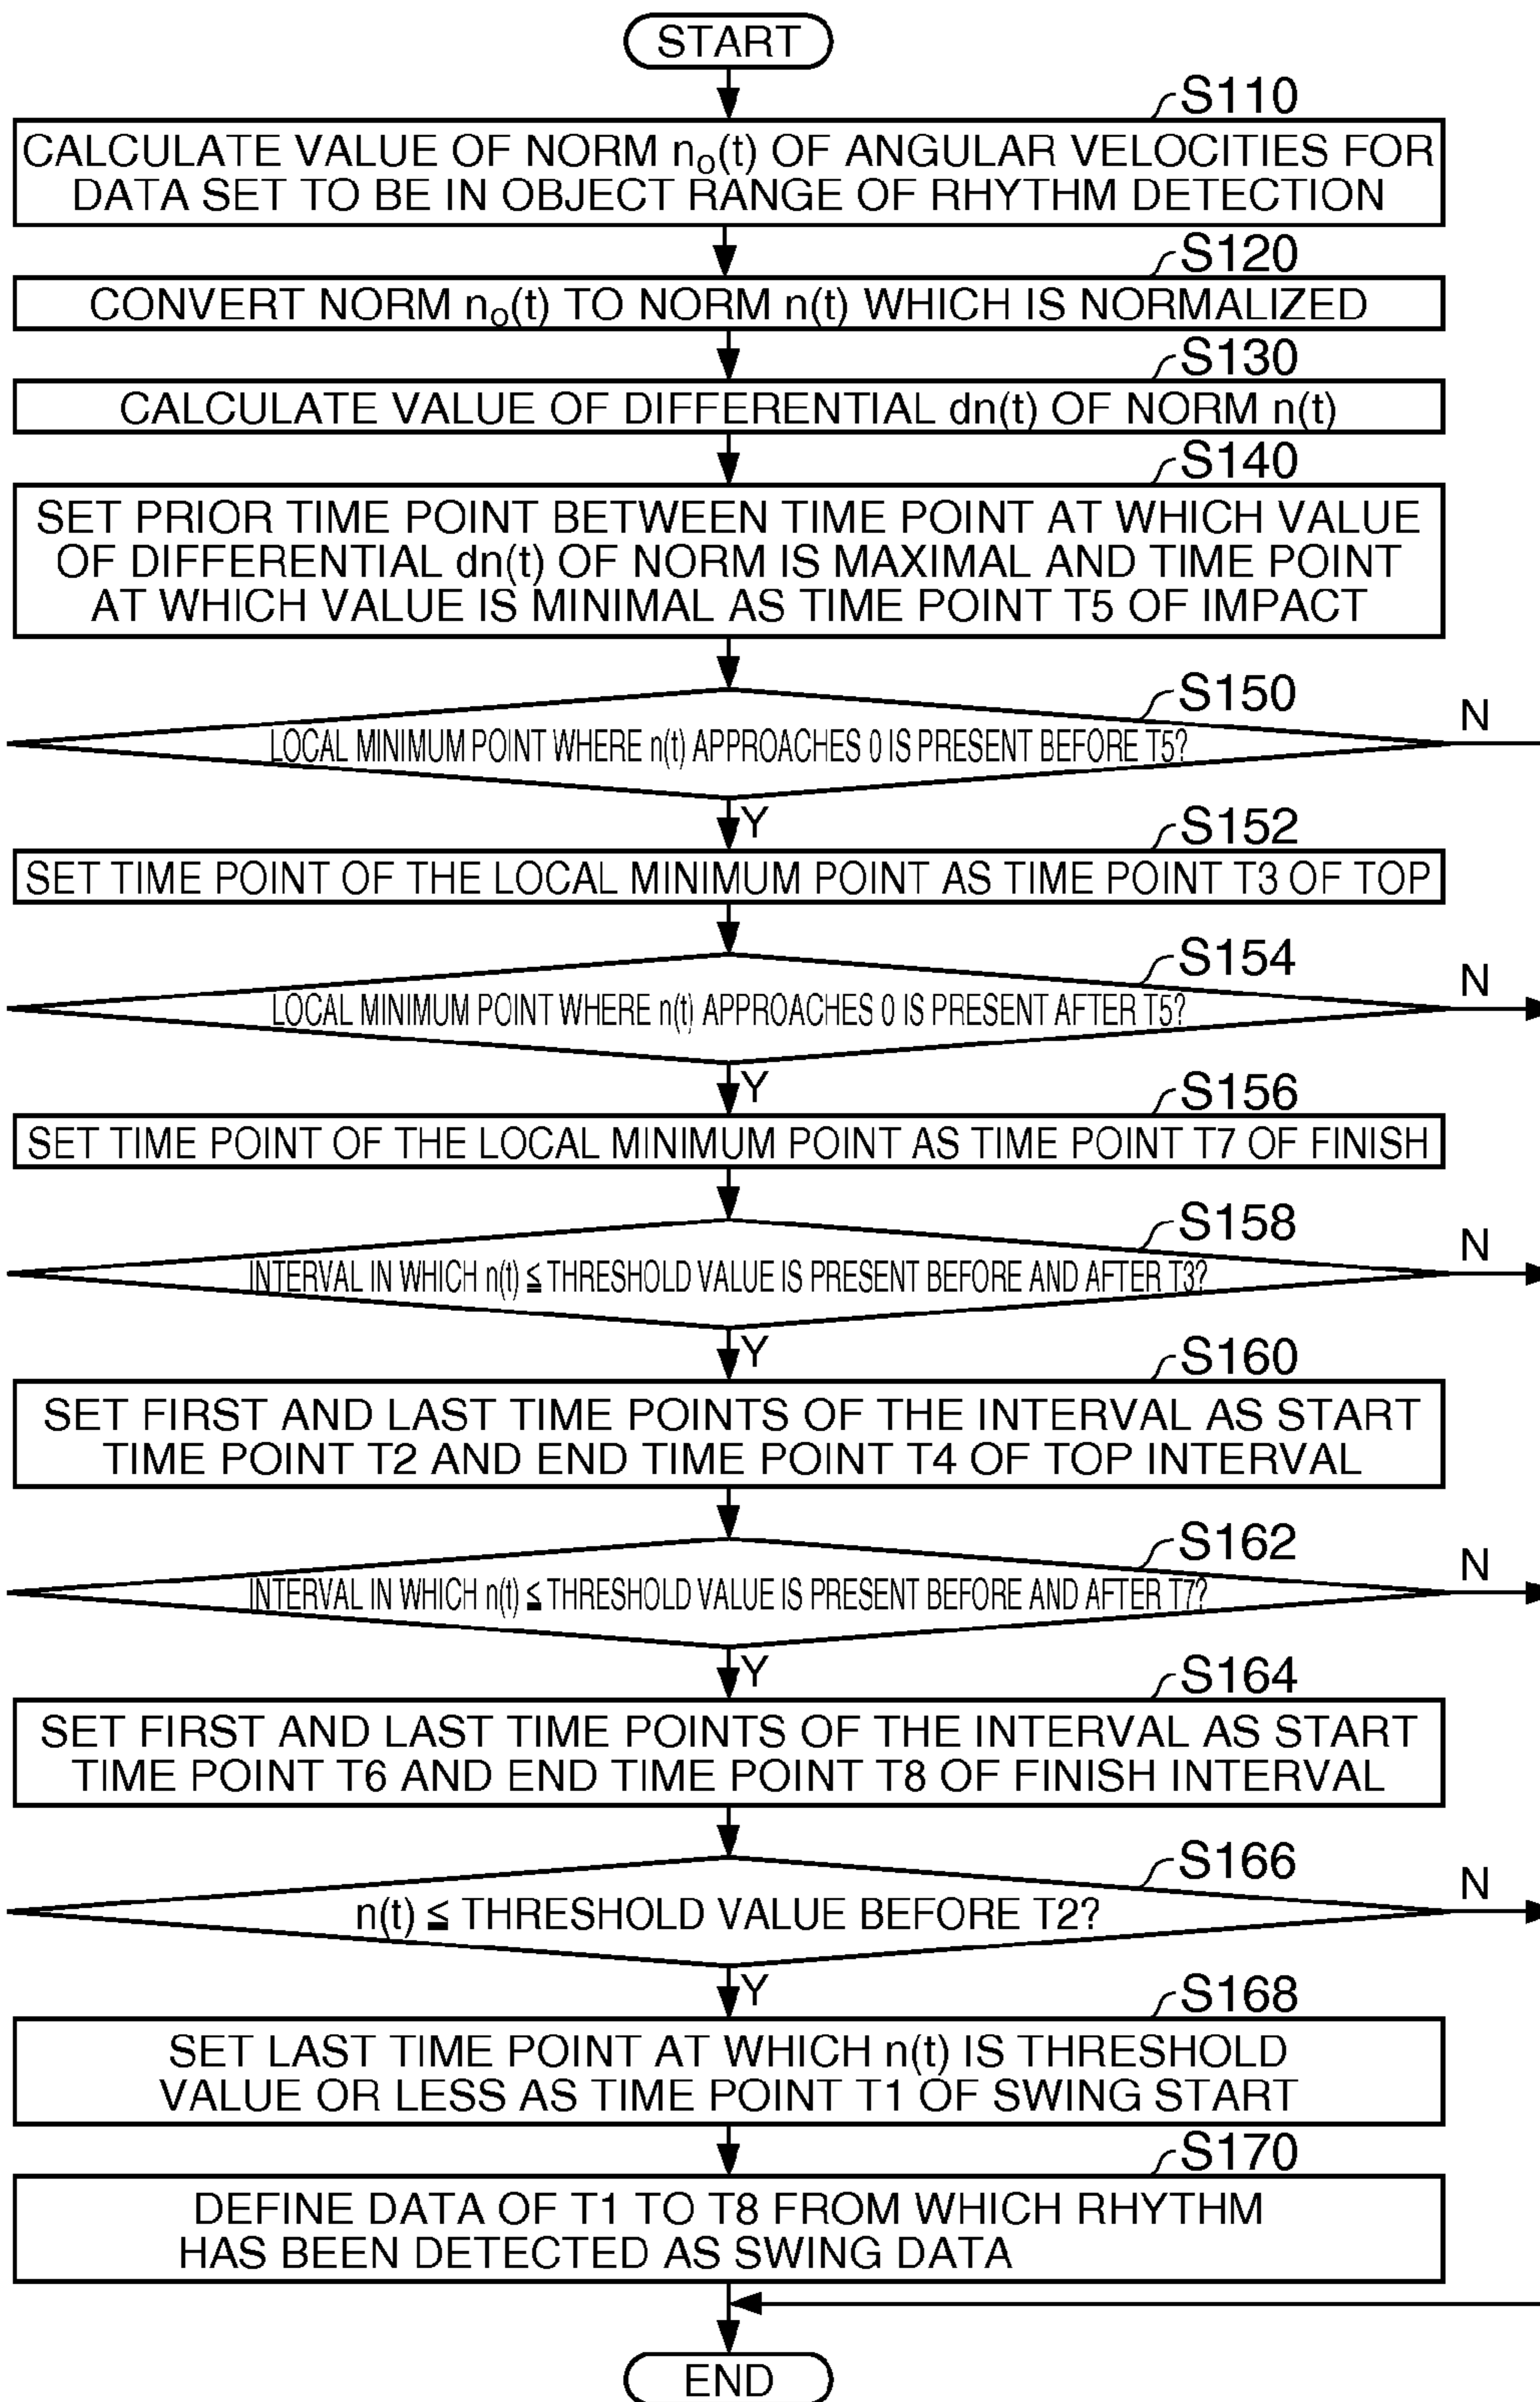 START
S110
CALCULATE VALUE OF NORM n₀(t) OF ANGULAR VELOCITIES FOR
DATA SET TO BE IN OBJECT RANGE OF RHYTHM DETECTION
S120
CONVERT NORM n₀(t) TO NORM n(t) WHICH IS NORMALIZED
S130
CALCULATE VALUE OF DIFFERENTIAL dn(t) OF NORM n(t)
S140
SET PRIOR TIME POINT BETWEEN TIME POINT AT WHICH VALUE
OF DIFFERENTIAL dn(t) OF NORM IS MAXIMAL AND TIME POINT
AT WHICH VALUE IS MINIMAL AS TIME POINT T5 OF IMPACT
S150
LOCAL MINIMUM POINT WHERE n(t) APPROACHES 0 IS PRESENT BEFORE T5?
N
Y
S152
SET TIME POINT OF THE LOCAL MINIMUM POINT AS TIME POINT T3 OF TOP
S154
LOCAL MINIMUM POINT WHERE n(t) APPROACHES 0 IS PRESENT AFTER T5?
N
Y
S156
SET TIME POINT OF THE LOCAL MINIMUM POINT AS TIME POINT T7 OF FINISH
S158
INTERVAL IN WHICH n(t) ≦ THRESHOLD VALUE IS PRESENT BEFORE AND AFTER T3?
N
Y
S160
SET FIRST AND LAST TIME POINTS OF THE INTERVAL AS START
TIME POINT T2 AND END TIME POINT T4 OF TOP INTERVAL
S162
INTERVAL IN WHICH n(t) ≦ THRESHOLD VALUE IS PRESENT BEFORE AND AFTER T7?
N
Y
S164
SET FIRST AND LAST TIME POINTS OF THE INTERVAL AS START
TIME POINT T6 AND END TIME POINT T8 OF FINISH INTERVAL
S166
n(t) ≦ THRESHOLD VALUE BEFORE T2?
N
Y
S168
SET LAST TIME POINT AT WHICH n(t) IS THRESHOLD
VALUE OR LESS AS TIME POINT T1 OF SWING START
S170
DEFINE DATA OF T1 TO T8 FROM WHICH RHYTHM
HAS BEEN DETECTED AS SWING DATA
END